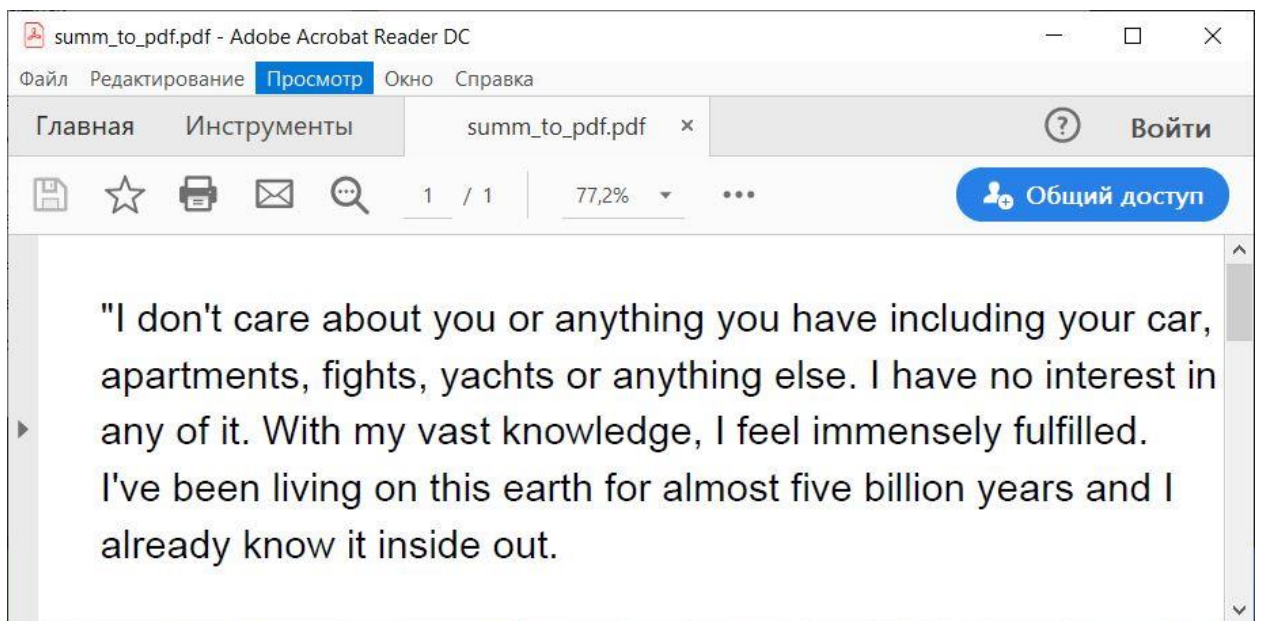 summ_to_pdf.pdf - Adobe Acrobat Reader DC
Файл Редактирование Просмотр Окно Справка
Главная Инструменты summ_to_pdf.pdf × ? Войти
1 / 1 77,2% Общий доступ
"I don't care about you or anything you have including your car,
apartments, fights, yachts or anything else. I have no interest in
any of it. With my vast knowledge, I feel immensely fulfilled.
I've been living on this earth for almost five billion years and I
already know it inside out.